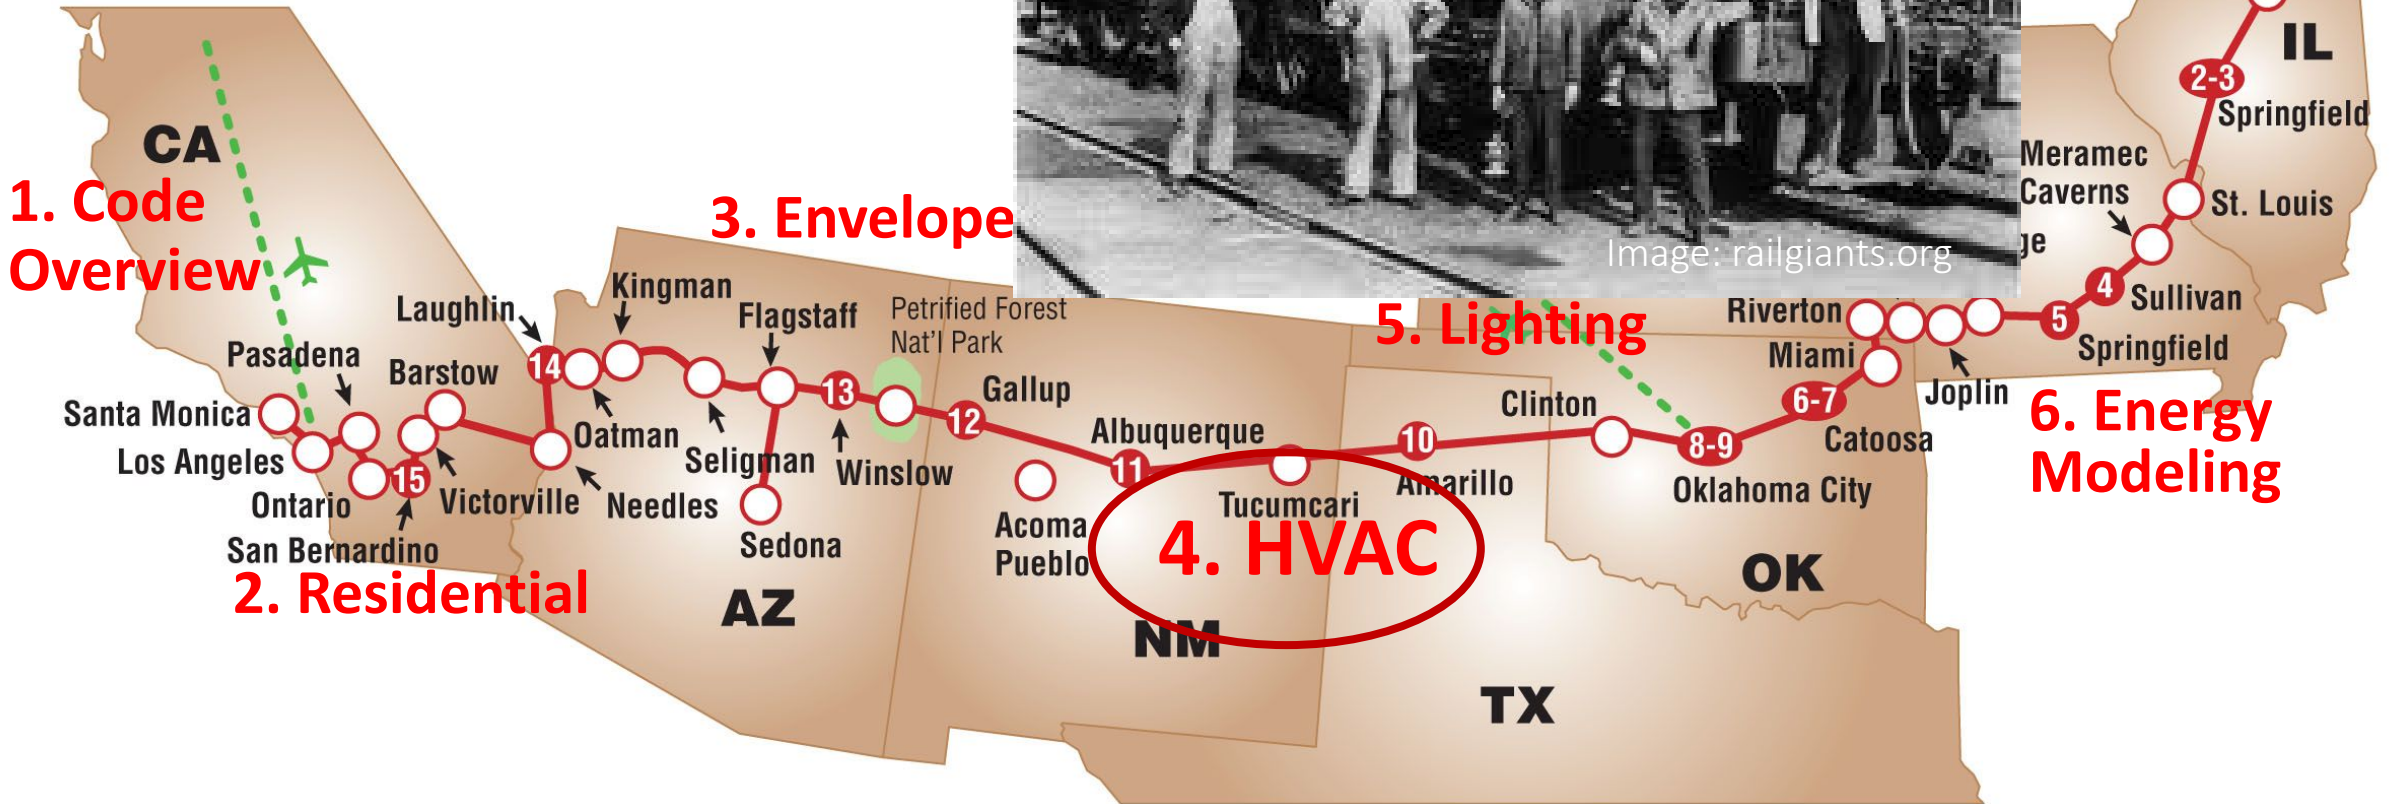 IL
2-3
Springfield
CA
Meramec
Caverns
St. Louis
1. Code
Overview
3. Envelope
Image: railgiants.org
ge
Kingman
Laughlin
Flagstaff
Petrified Forest
Nat'l Park
5. Lighting
Riverton
4
Sullivan
5
Springfield
Pasadena
Barstow
14
13
Gallup
12
Miami
Joplin
Clinton
6-7
Catoosa
6. Energy
Modeling
Santa Monica
Los Angeles
Oatman
Seligman
Winslow
Albuquerque
11
10
Amarillo
8-9
Oklahoma City
15
Ontario
Victorville
Needles
San Bernardino
Sedona
Acoma
Pueblo
Tucumcari
4. HVAC
2. Residential
AZ
NM
OK
TX